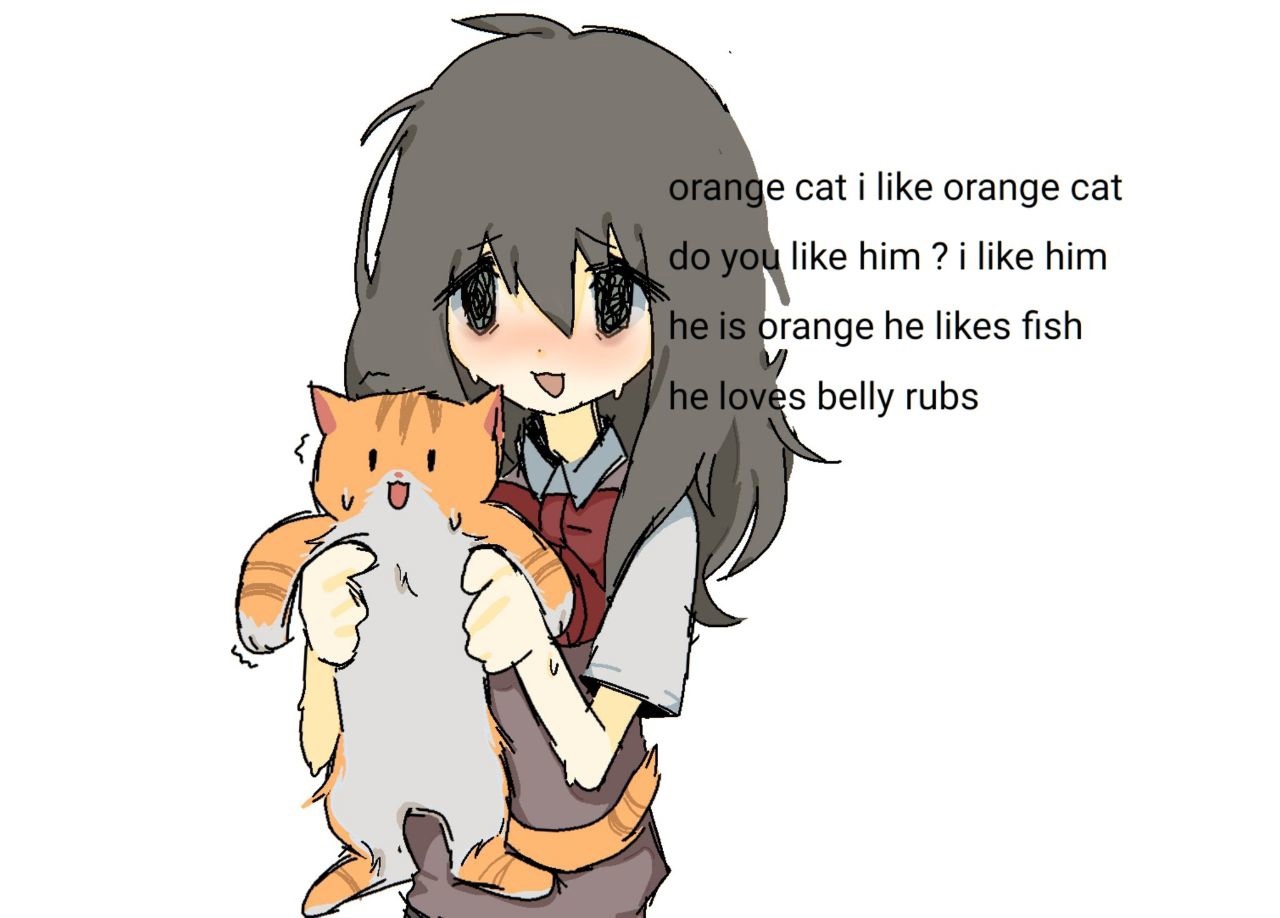 orange cat i like orange cat
do you like him ? i like him
he is orange he likes fish
he loves belly rubs